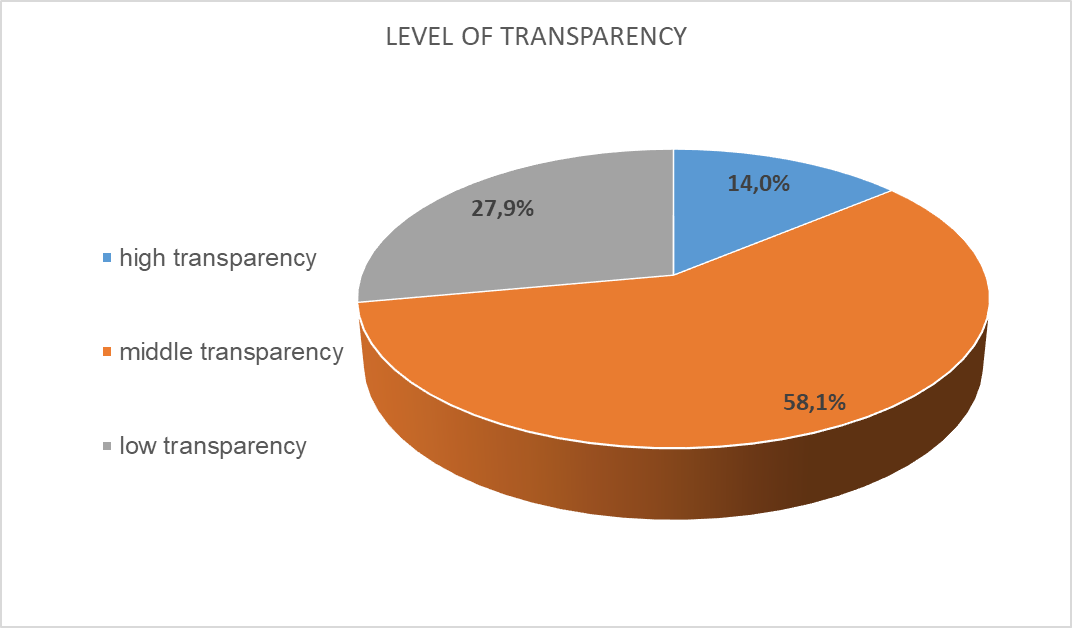 LEVEL OF TRANSPARENCY
14,0%
27,9%
high transparency
middle transparency
58,1%
low transparency